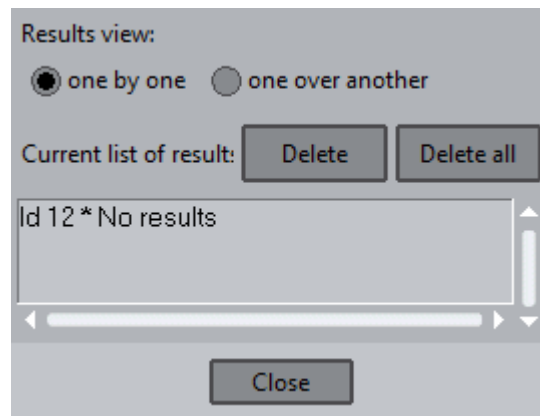 Results view:
one by one one over another
Current list of result: Delete Delete all
Id 12 * No results
Close